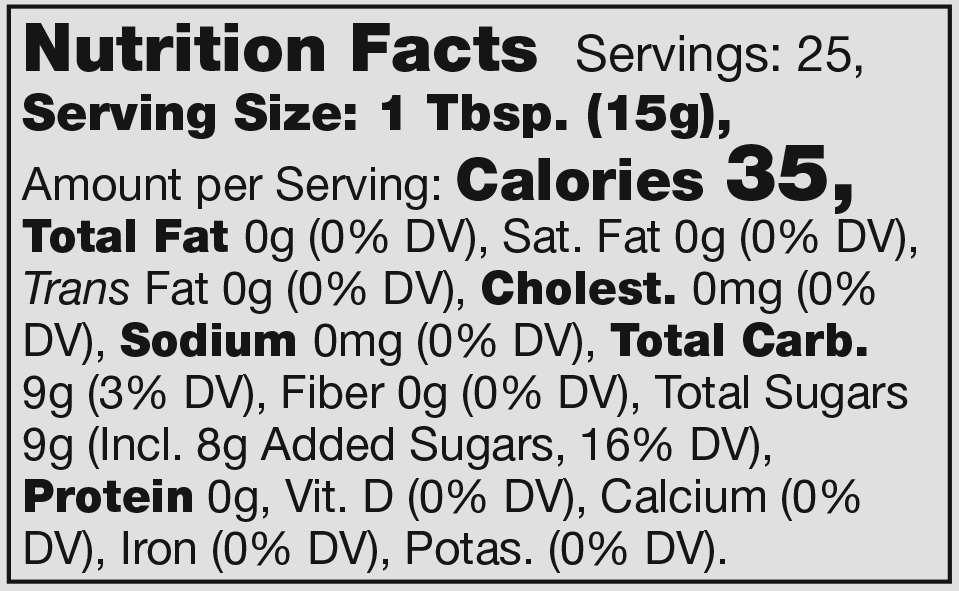 Nutrition Facts Servings: 25,
Serving Size: 1 Tbsp. (15g),
Amount per Serving: Calories 35,
Total Fat 0g (0% DV), Sat. Fat 0g (0% DV),
Trans Fat 0g (0% DV), Cholest. 0mg (0%
DV), Sodium 0mg (0% DV), Total Carb.
9g (3% DV), Fiber 0g (0% DV), Total Sugars
9g (Incl. 8g Added Sugars, 16% DV),
Protein 0g, Vit. D (0% DV), Calcium (0%
DV), Iron (0% DV), Potas. (0% DV).